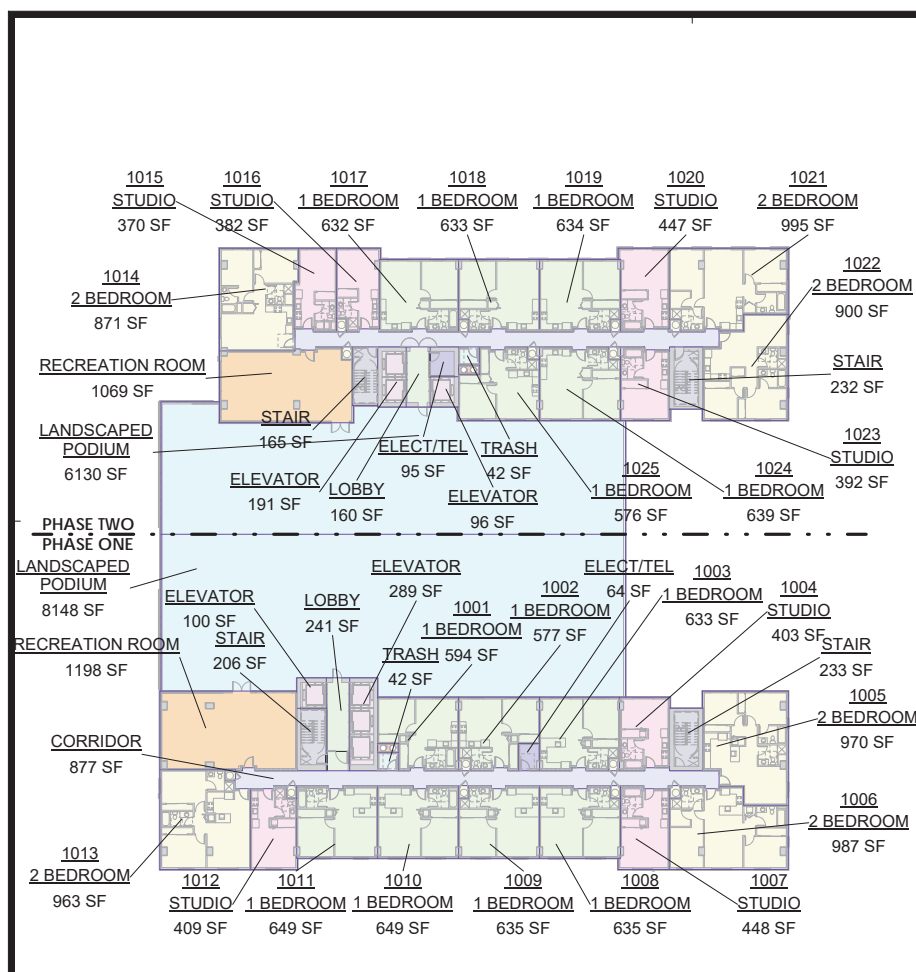 1015
STUDIO
370 SF
1016
STUDIO
382 SF
1017
1 BEDROOM
632 SF
1018
1 BEDROOM
633 SF
1019
1 BEDROOM
634 SF
1020
STUDIO
447 SF
1021
2 BEDROOM
995 SF
1014
2 BEDROOM
871 SF
1022
2 BEDROOM
900 SF
RECREATION ROOM
1069 SF
STAIR
232 SF
LANDSCAPED
PODIUM
6130 SF
STAIR
165 SF
ELEVATOR
191 SF
LOBBY
160 SF
ELECT/TEL
95 SF
ELEVATOR
96 SF
TRASH
42 SF
1025
1 BEDROOM
576 SF
1024
1 BEDROOM
639 SF
1023
STUDIO
392 SF
PHASE TWO
PHASE ONE
LANDSCAPED
PODIUM
8148 SF
ELEVATOR
100 SF
STAIR
206 SF
LOBBY
241 SF
ELEVATOR
289 SF
TRASH
42 SF
1001
1 BEDROOM
594 SF
1002
1 BEDROOM
577 SF
ELECT/TEL
64 SF
1003
1 BEDROOM
633 SF
1004
STUDIO
403 SF
STAIR
233 SF
RECREATION ROOM
1198 SF
1005
2 BEDROOM
970 SF
CORRIDOR
877 SF
1006
2 BEDROOM
987 SF
1013
2 BEDROOM
963 SF
1012
STUDIO
409 SF
1011
1 BEDROOM
649 SF
1010
1 BEDROOM
649 SF
1009
1 BEDROOM
635 SF
1008
1 BEDROOM
635 SF
1007
STUDIO
448 SF